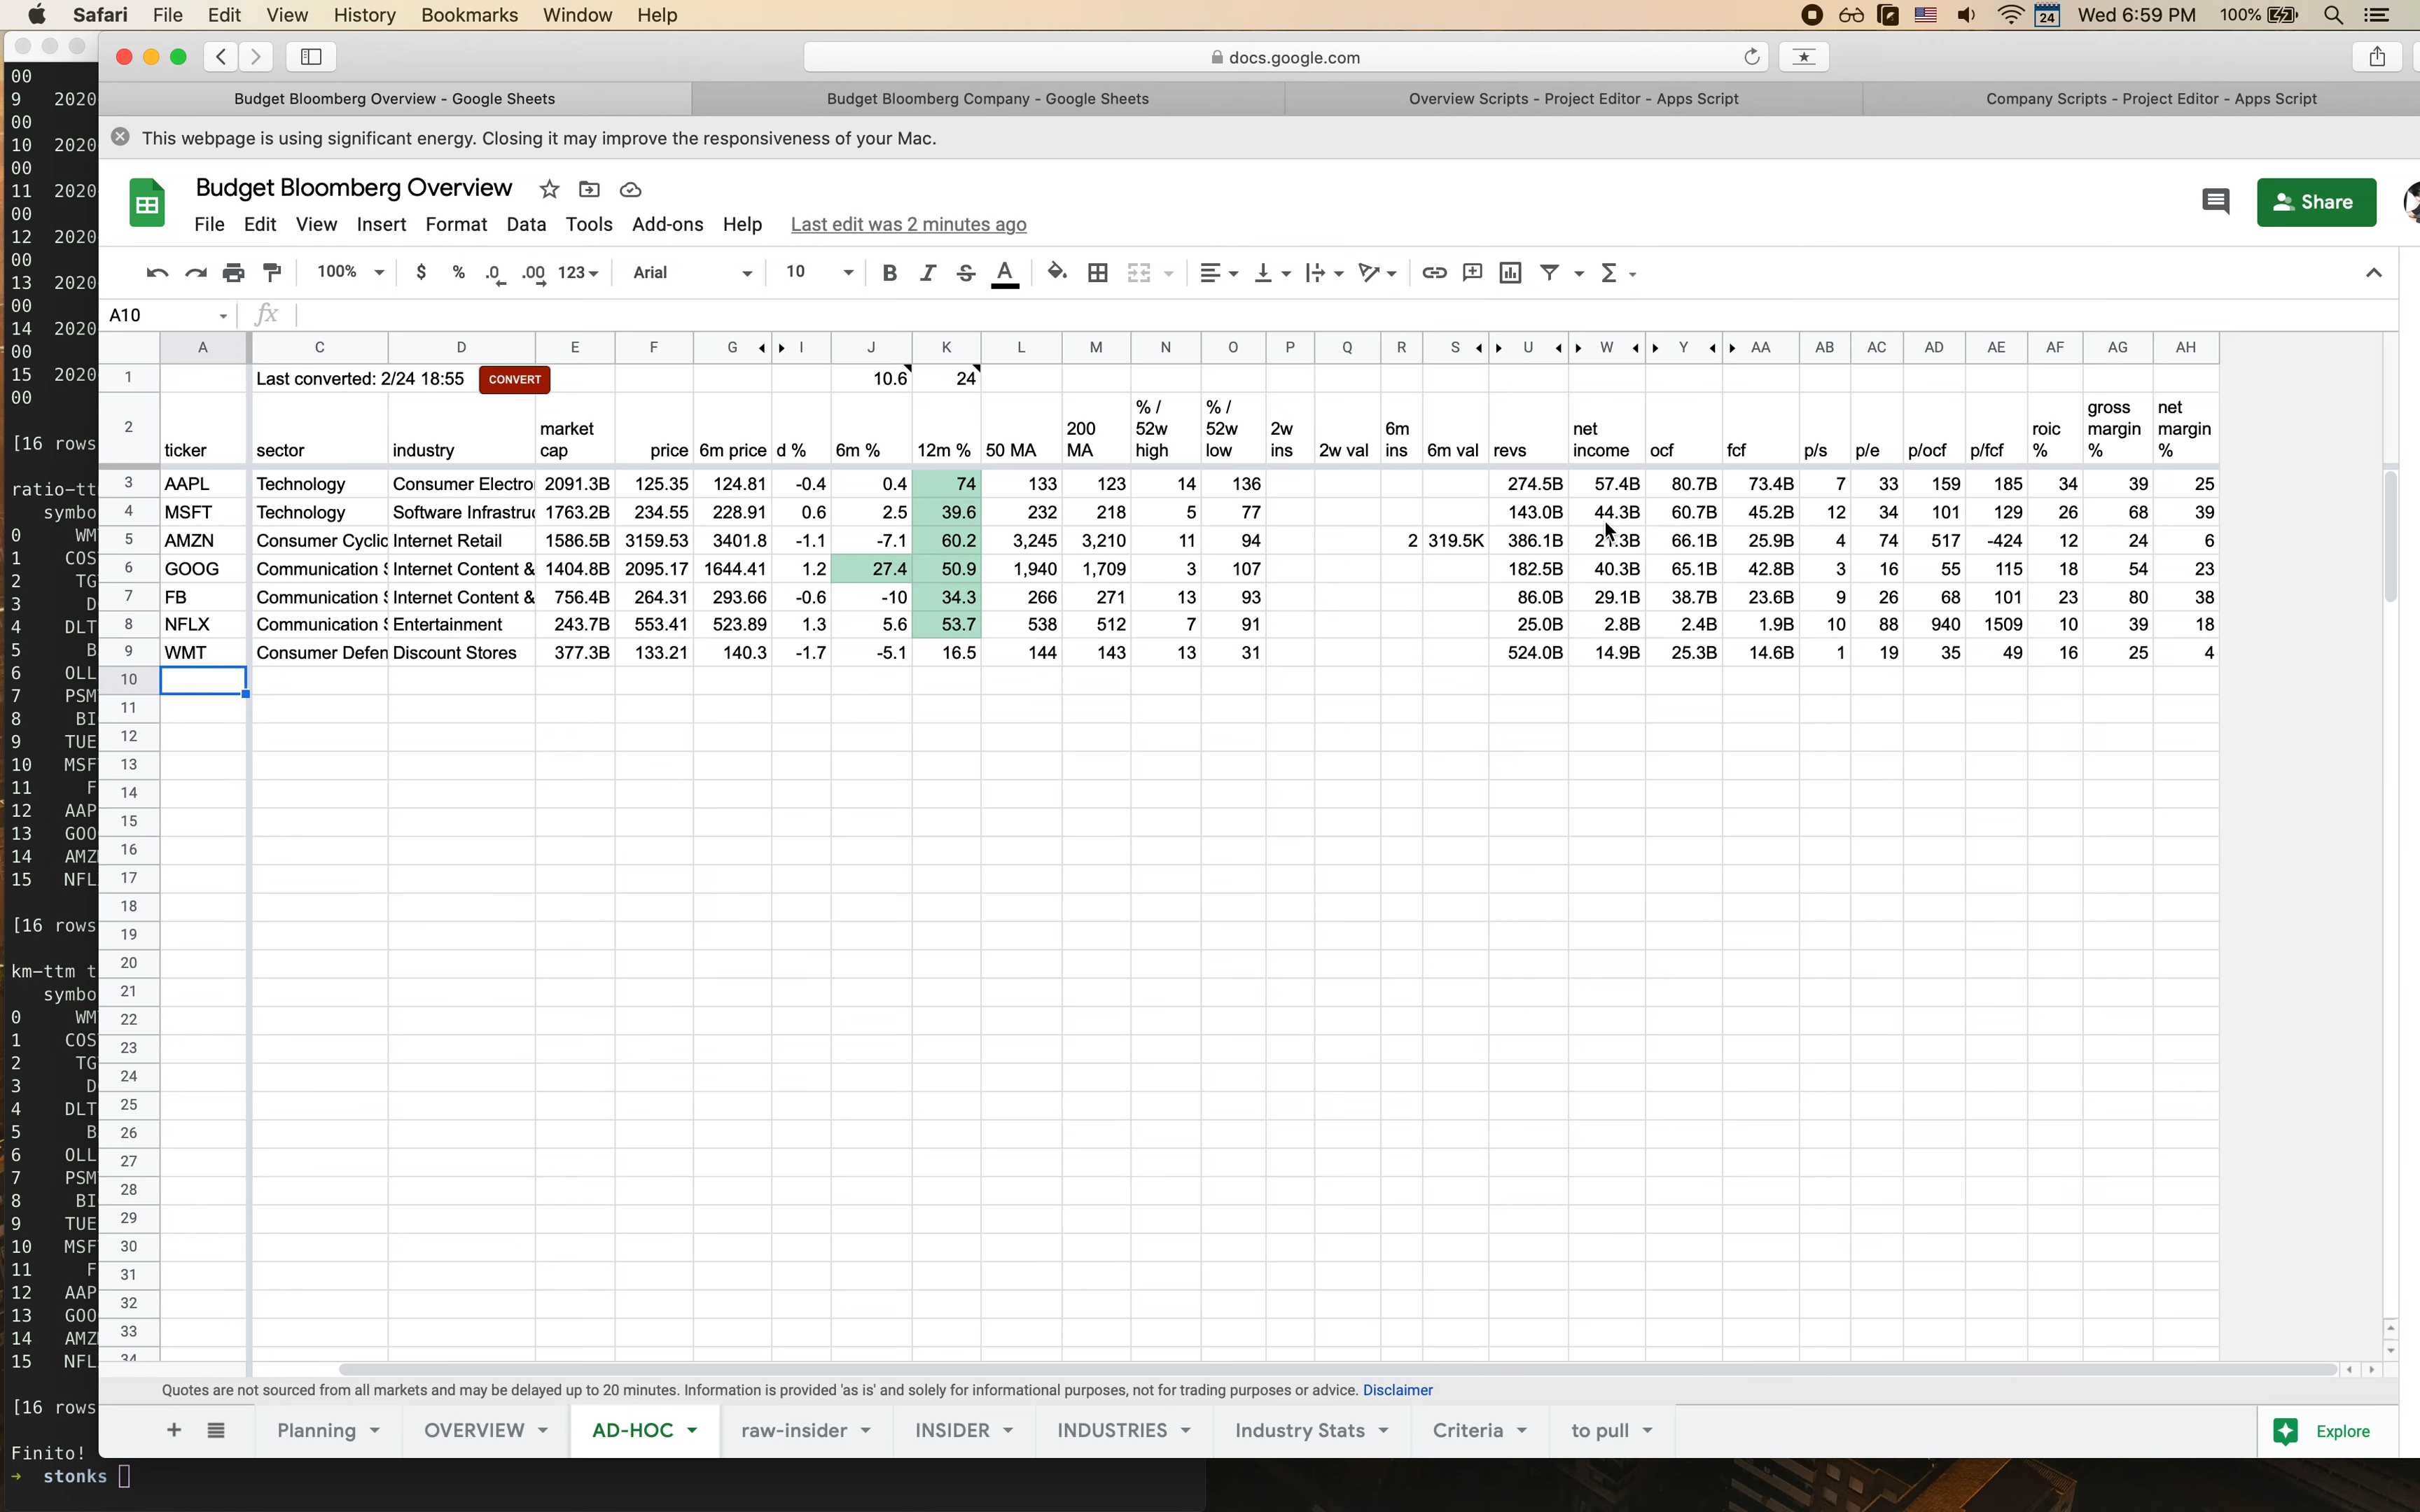 Safari File Edit View History Bookmarks Window Help 24 Wed 6:59 PM 100%
docs.google.com
Budget Bloomberg Overview - Google Sheets Budget Bloomberg Company - Google Sheets Overview Scripts - Project Editor - Apps Script Company Scripts - Project Editor - Apps Script
This webpage is using significant energy. Closing it may improve the responsiveness of your Mac.
Budget Bloomberg Overview
Share
File Edit View Insert Format Data Tools Add-ons Help Last edit was 2 minutes ago
100% $ % .0 .00 123 Arial 10 B I S A
A10 fx
A C D E F G I J K L M N O P Q R S U W Y AA AB AC AD AE AF AG AH
1 Last converted: 2/24 18:55 CONVERT 10.6 24
2 ticker sector industry market cap price 6m price d % 6m % 12m % 50 MA 200 MA % / 52w high % / 52w low 2w ins 2w val 6m ins 6m val revs net income ocf fcf p/s p/e p/ocf p/fcf roic % gross margin % net margin %
3 AAPL Technology Consumer Electro 2091.3B 125.35 124.81 -0.4 0.4 74 133 123 14 136 274.5B 57.4B 80.7B 73.4B 7 33 159 185 34 39 25
4 MSFT Technology Software Infrastruc 1763.2B 234.55 228.91 0.6 2.5 39.6 232 218 5 77 143.0B 44.3B 60.7B 45.2B 12 34 101 129 26 68 39
5 AMZN Consumer Cyclic Internet Retail 1586.5B 3159.53 3401.8 -1.1 -7.1 60.2 3,245 3,210 11 94 2 319.5K 386.1B 21.3B 66.1B 25.9B 4 74 517 -424 12 24 6
6 GOOG Communication S Internet Content & 1404.8B 2095.17 1644.41 1.2 27.4 50.9 1,940 1,709 3 107 182.5B 40.3B 65.1B 42.8B 3 16 55 115 18 54 23
7 FB Communication S Internet Content & 756.4B 264.31 293.66 -0.6 -10 34.3 266 271 13 93 86.0B 29.1B 38.7B 23.6B 9 26 68 101 23 80 38
8 NFLX Communication S Entertainment 243.7B 553.41 523.89 1.3 5.6 53.7 538 512 7 91 25.0B 2.8B 2.4B 1.9B 10 88 940 1509 10 39 18
9 WMT Consumer Defen Discount Stores 377.3B 133.21 140.3 -1.7 -5.1 16.5 144 143 13 31 524.0B 14.9B 25.3B 14.6B 1 19 35 49 16 25 4
10
11
12
13
14
15
16
17
18
19
20
21
22
23
24
25
26
27
28
29
30
31
32
33
34
Quotes are not sourced from all markets and may be delayed up to 20 minutes. Information is provided 'as is' and solely for informational purposes, not for trading purposes or advice. Disclaimer
Planning OVERVIEW AD-HOC raw-insider INSIDER INDUSTRIES Industry Stats Criteria to pull Explore
00
9 2020
00
10 2020
00
11 2020
00
12 2020
00
13 2020
00
14 2020
00
15 2020
00
[16 rows
ratio-tt
symbo
0 WM
1 COS
2 TG
3 D
4 DLT
5 B
6 OLL
7 PSM
8 BI
9 TUE
10 MSF
11 F
12 AAP
13 GOO
14 AMZ
15 NFL
[16 rows
km-ttm t
symbo
0 WM
1 COS
2 TG
3 D
4 DLT
5 B
6 OLL
7 PSM
8 BI
9 TUE
10 MSF
11 F
12 AAP
13 GOO
14 AMZ
15 NFL
[16 rows
Finito!
→ stonks